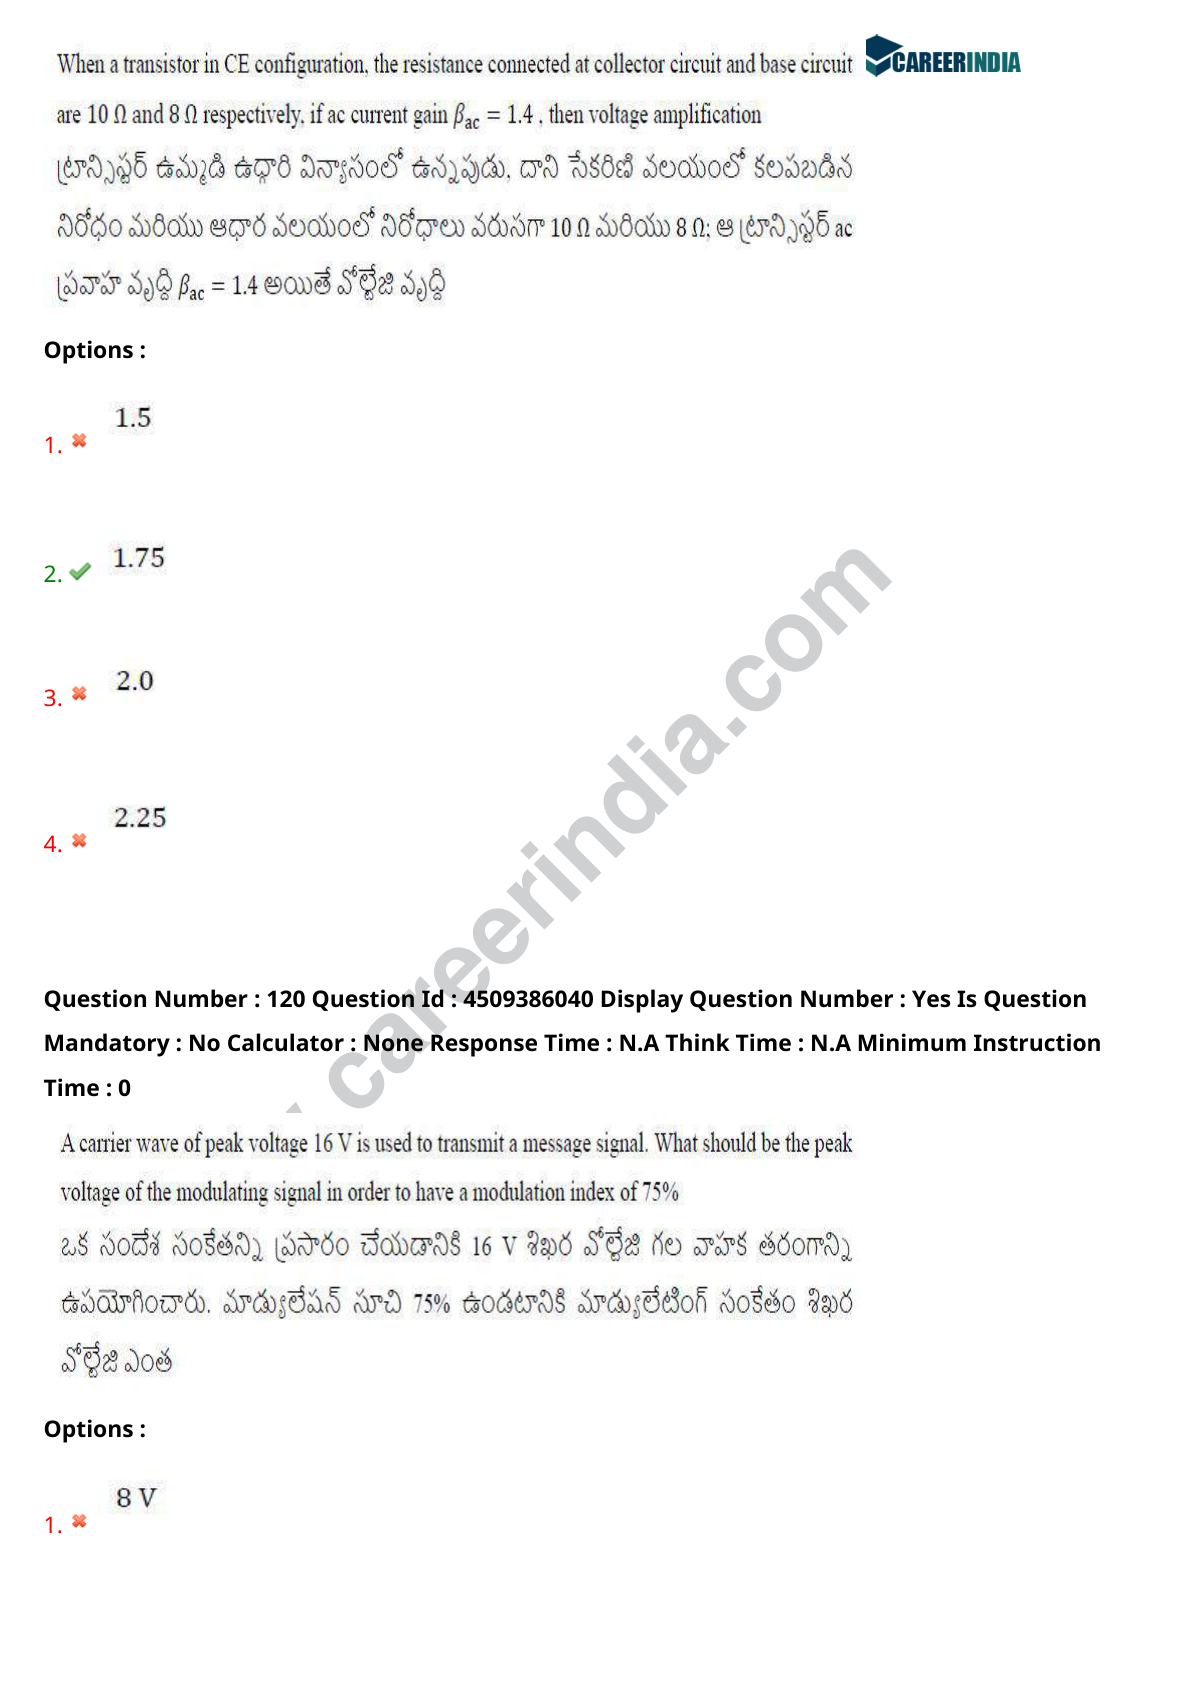 When a transistor in CE configuration, the resistance connected at collector circuit and base circuit
CAREERINDIA
are 10 Ω and 8 Ω respectively, if ac current gain βac = 1.4 , then voltage amplification
ట్రాన్సిస్టర్ ఉమ్మడి ఉద్గారి విన్యాసంలో ఉన్నపుడు, దాని సేకరిణి వలయంలో కలపబడిన
నిరోధం మరియు ఆధార వలయంలో నిరోధాలు వరుసగా 10 Ω మరియు 8 Ω; ఆ ట్రాన్సిస్టర్ ac
ప్రవాహ వృద్ది βac = 1.4 అయితే వోల్టేజి వృద్ది
Options :
1.5
1.
1.75
2.
2.0
3.
2.25
4.
careerindia.com
Question Number : 120 Question Id : 4509386040 Display Question Number : Yes Is Question
Mandatory : No Calculator : None Response Time : N.A Think Time : N.A Minimum Instruction
Time : 0
A carrier wave of peak voltage 16 V is used to transmit a message signal. What should be the peak
voltage of the modulating signal in order to have a modulation index of 75%
ఒక సందేశ సంకేతన్ని ప్రసారం చేయడానికి 16 V శిఖర వోల్టేజి గల వాహక తరంగాన్ని
ఉపయోగించారు. మాడ్యులేషన్ సూచి 75% ఉండటానికి మాడ్యులేటింగ్ సంకేతం శిఖర
వోల్టేజి ఎంత
Options :
8 V
1.